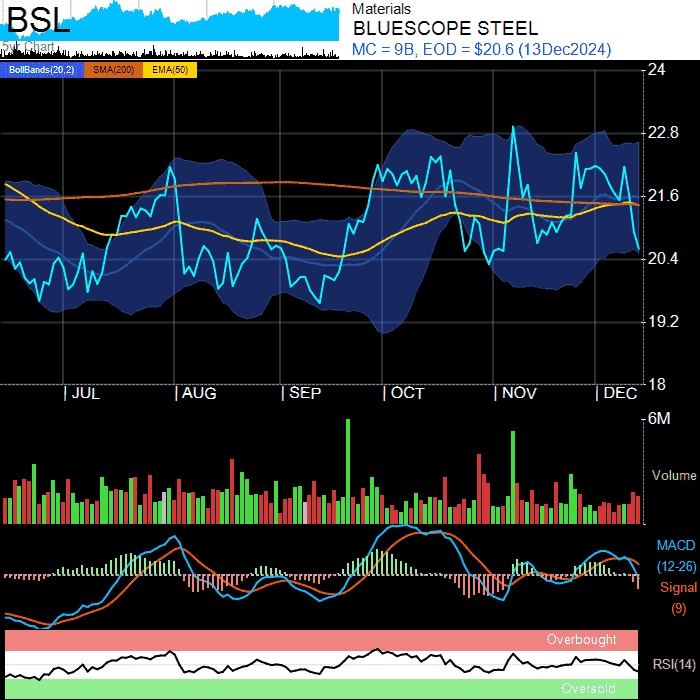 BSL
5yr Chart
Materials
BLUESCOPE STEEL
MC = 9B, EOD = $20.6 (13Dec2024)
BollBands(20,2) SMA(200) EMA(50)
24
22.8
21.6
20.4
19.2
18
JUL AUG SEP OCT NOV DEC
6M
Volume
MACD
(12-26)
Signal
(9)
Overbought
RSI(14)
Oversold